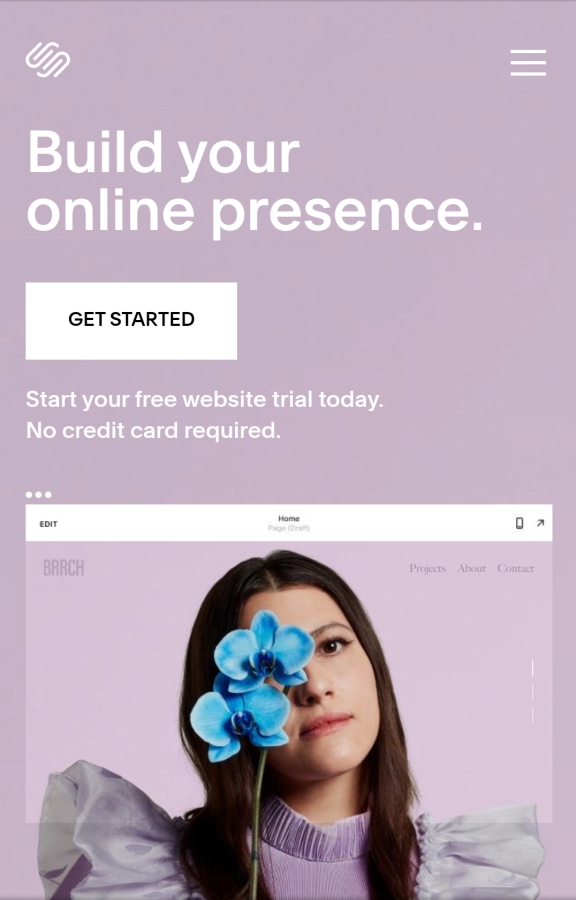 Build your
online presence.
GET STARTED
Start your free website trial today.
No credit card required.
EDIT
Home
Page (Draft)
BRRCH
Projects About Contact